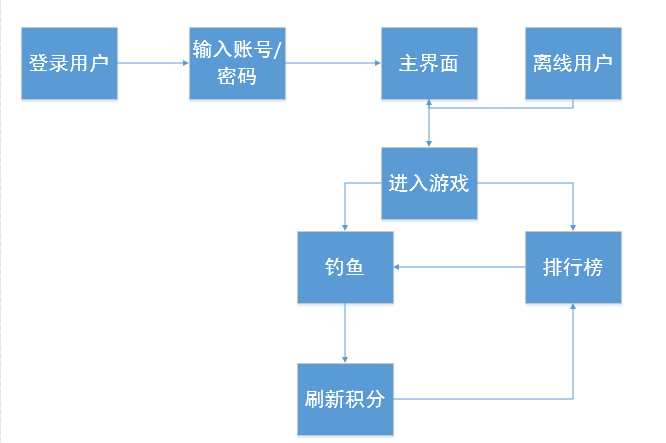 登录用户
输入账号/
密码
主界面
离线用户
进入游戏
钓鱼
排行榜
刷新积分